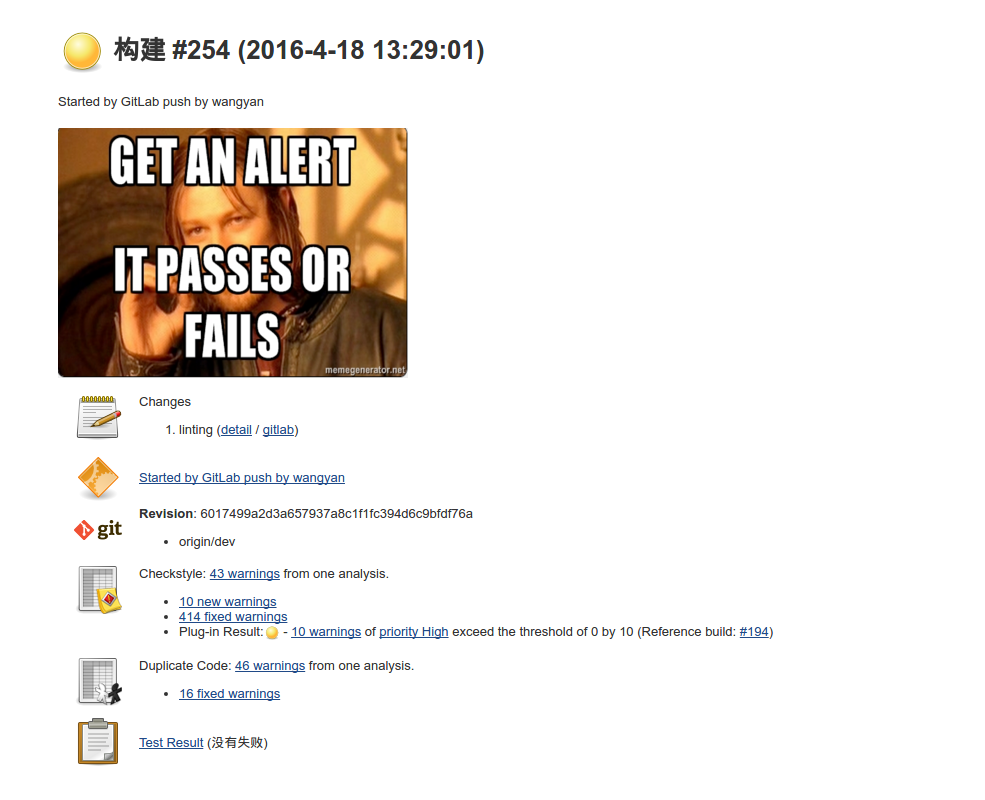 构建 #254 (2016-4-18 13:29:01)
Started by GitLab push by wangyan
GET AN ALERT
IT PASSES OR
FAILS
memegenerator.net
Changes
1. linting (detail / gitlab)
Started by GitLab push by wangyan
git
Revision: 6017499a2d3a657937a8c1f1fc394d6c9bfdf76a
• origin/dev
Checkstyle: 43 warnings from one analysis.
• 10 new warnings
• 414 fixed warnings
• Plug-in Result: - 10 warnings of priority High exceed the threshold of 0 by 10 (Reference build: #194)
Duplicate Code: 46 warnings from one analysis.
• 16 fixed warnings
Test Result (没有失败)